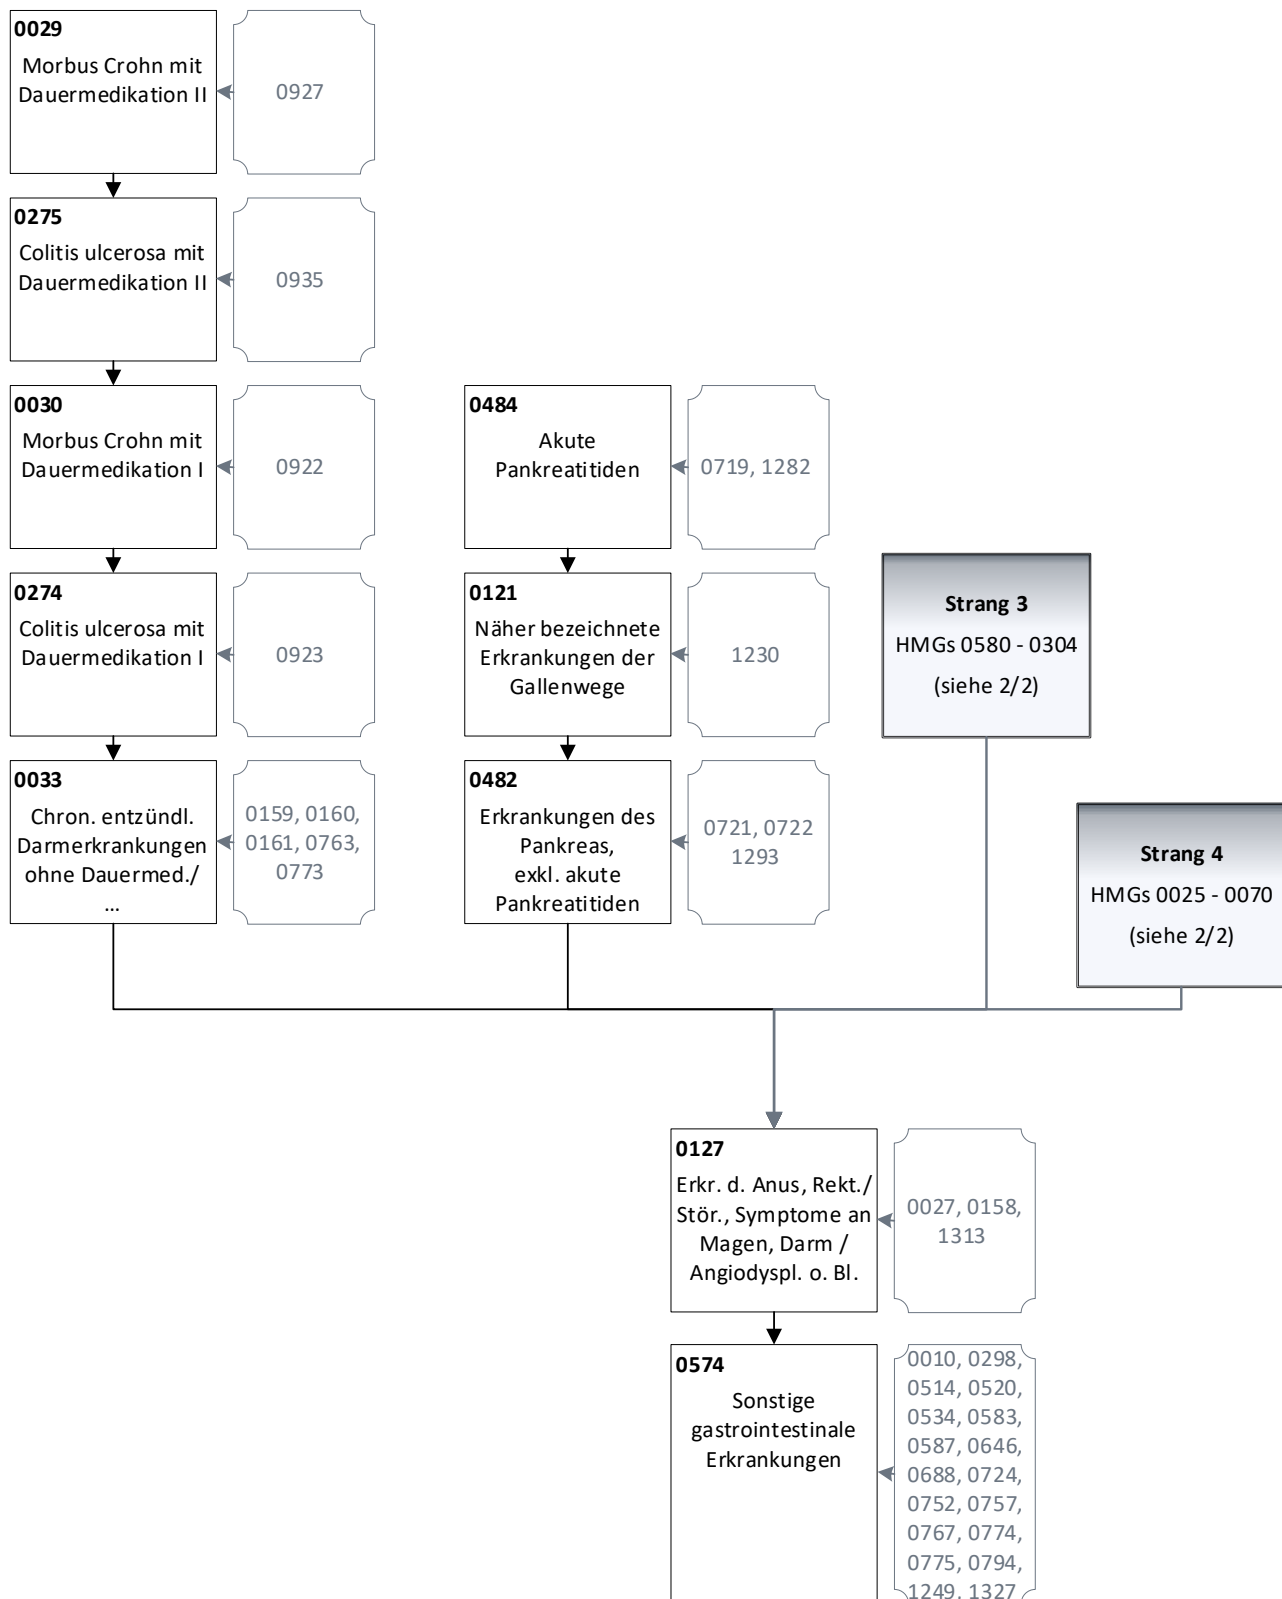 0029
Morbus Crohn mit
Dauermedikation II
0927
0275
Colitis ulcerosa mit
Dauermedikation II
0935
0030
Morbus Crohn mit
Dauermedikation I
0922
0484
Akute
Pankreatitiden
0719, 1282
0274
Colitis ulcerosa mit
Dauermedikation I
0923
0121
Näher bezeichnete
Erkrankungen der
Gallenwege
1230
Strang 3
HMGs 0580 - 0304
(siehe 2/2)
0033
Chron. entzündl.
Darmerkrankungen
ohne Dauermed./
...
0159, 0160,
0161, 0763,
0773
0482
Erkrankungen des
Pankreas,
exkl. akute
Pankreatitiden
0721, 0722
1293
Strang 4
HMGs 0025 - 0070
(siehe 2/2)
0127
Erkr. d. Anus, Rekt./
Stör., Symptome an
Magen, Darm /
Angiodyspl. o. Bl.
0027, 0158,
1313
0574
Sonstige
gastrointestinale
Erkrankungen
0010, 0298,
0514, 0520,
0534, 0583,
0587, 0646,
0688, 0724,
0752, 0757,
0767, 0774,
0775, 0794,
1249, 1327